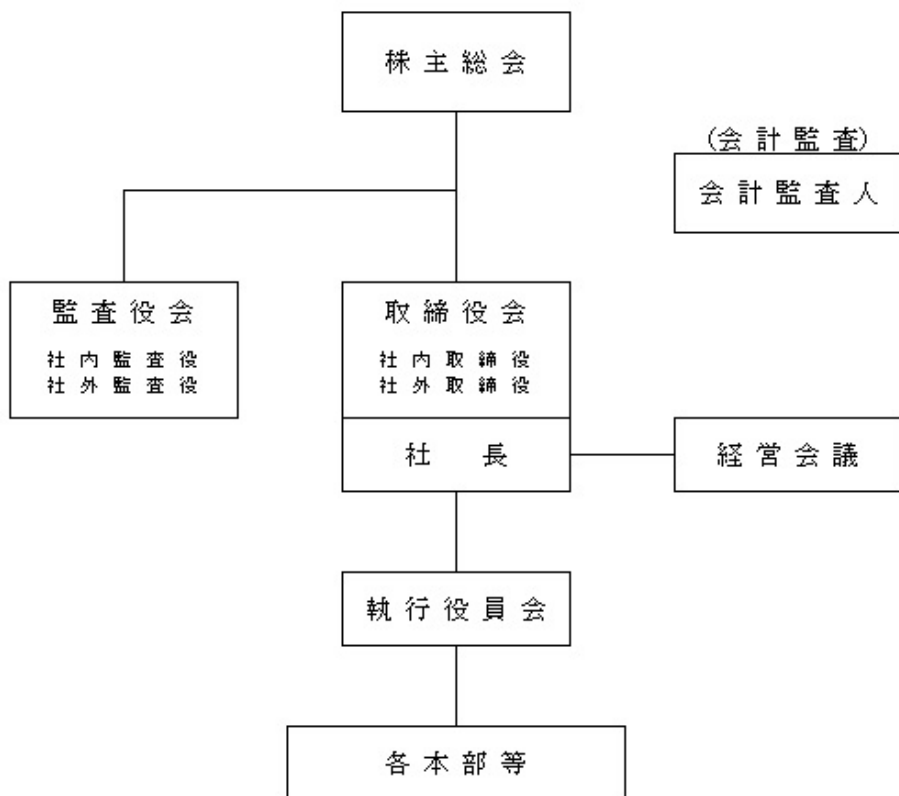 株主総会
(会計監査)
会計監査人
監査役会
社内監査役
社外監査役
取締役会
社内取締役
社外取締役
社　長
経営会議
執行役員会
各本部等